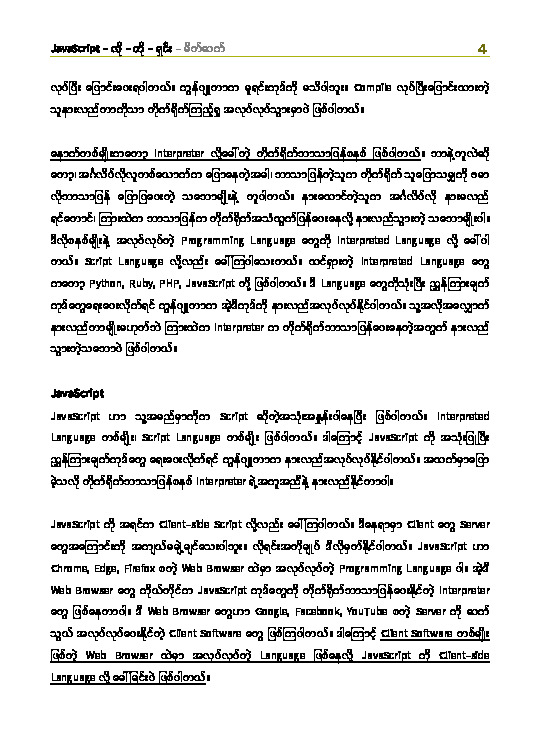 JavaScript – လို – တို – ရှင်း – အိတ်ဆက် 4
လုပ်ပြီး ပြောင်းပေးရပါတယ်။ ကွန်ပျူတာက မူရင်းကုဒ်ကို မသိပါဘူး။ Compile လုပ်ပြီးပြောင်းထားတဲ့
သူနားလည်တာကိုသာ တိုက်ရိုက်ကြည့်ရှု အလုပ်လုပ်သွားမှာပဲ ဖြစ်ပါတယ်။
နောက်တစ်မျိုးကတော့ Interpreter လို့ခေါ်တဲ့ တိုက်ရိုက်ဘာသာပြန်စနစ် ဖြစ်ပါတယ်။ ဘာနဲ့တူလဲဆို
တော့၊ အင်္ဂလိပ်လိုလူတစ်ယောက်က ပြောနေတဲ့အခါ၊ ဘာသာပြန်တဲ့သူက တိုက်ရိုက် သူပြောသမျှကို ဗမာ
လိုဘာသာပြန် ပြောပြပေးတဲ့ သဘောမျိုးနဲ့ တူပါတယ်။ နားထောင်တဲ့သူက အင်္ဂလိပ်လို နားမလည်
ရင်တောင်၊ ကြားထဲက ဘာသာပြန်က တိုက်ရိုက်အသံထွက်ပြန်ပေးနေလို့ နားလည်သွားတဲ့ သဘောမျိုးပါ။
ဒီလိုစနစ်မျိုးနဲ့ အလုပ်လုပ်တဲ့ Programming Language တွေကို Interpreted Language လို့ ခေါ်ပါ
တယ်။ Script Language လို့လည်း ခေါ်ကြပါသေးတယ်။ ထင်ရှားတဲ့ Interpreted Language တွေ
ကတော့ Python, Ruby, PHP, JavaScript တို့ ဖြစ်ပါတယ်။ ဒီ Language တွေကိုသုံးပြီး ညွှန်ကြားချက်
ကုဒ်တွေရေးပေးလိုက်ရင် ကွန်ပျူတာက အဲ့ဒီကုဒ်ကို နားလည်အလုပ်လုပ်နိုင်ပါတယ်။ သူ့အလိုအလျှောက်
နားလည်တာမျိုးမဟုတ်ဘဲ ကြားထဲက Interpreter က တိုက်ရိုက်ဘာသာပြန်ပေးနေတဲ့အတွက် နားလည်
သွားတဲ့သဘောပဲ ဖြစ်ပါတယ်။
JavaScript
JavaScript ဟာ သူ့အမည်မှာကိုက Script ဆိုတဲ့အသုံးအနှုန်းပါနေပြီး ဖြစ်ပါတယ်။ Interpreted
Language တစ်မျိုး၊ Script Language တစ်မျိုး ဖြစ်ပါတယ်။ ဒါကြောင့် JavaScript ကို အသုံးပြုပြီး
ညွှန်ကြားချက်ကုဒ်တွေ ရေးပေးလိုက်ရင် ကွန်ပျူတာက နားလည်အလုပ်လုပ်နိုင်ပါတယ်။ အထက်မှာပြော
ခဲ့သလို တိုက်ရိုက်ဘာသာပြန်စနစ် Interpreter ရဲ့အကူအညီနဲ့ နားလည်နိုင်တာပါ။
JavaScript ကို အရင်က Client-side Script လို့လည်း ခေါ်ကြပါတယ်။ ဒီနေရာမှာ Client တွေ Server
တွေအကြောင်းကို အကျယ်မချဲ့ချင်သေးပါဘူး။ လိုရင်းအတိုချုပ် ဒီလိုမှတ်နိုင်ပါတယ်။ JavaScript ဟာ
Chrome, Edge, Firefox စတဲ့ Web Browser ထဲမှာ အလုပ်လုပ်တဲ့ Programming Language ပါ။ အဲ့ဒီ
Web Browser တွေ ကိုယ်တိုင်က JavaScript ကုဒ်တွေကို တိုက်ရိုက်ဘာသာပြန်ပေးနိုင်တဲ့ Interpreter
တွေ ဖြစ်နေတာပါ။ ဒီ Web Browser တွေဟာ Google, Facebook, YouTube စတဲ့ Server ကို ဆက်
သွယ် အလုပ်လုပ်ပေးနိုင်တဲ့ Client Software တွေ ဖြစ်ကြပါတယ်။ ဒါကြောင့် Client Software တစ်မျိုး
ဖြစ်တဲ့ Web Browser ထဲမှာ အလုပ်လုပ်တဲ့ Language ဖြစ်နေလို့ JavaScript ကို Client-side
Language လို့ ခေါ်ခြင်းပဲ ဖြစ်ပါတယ်။